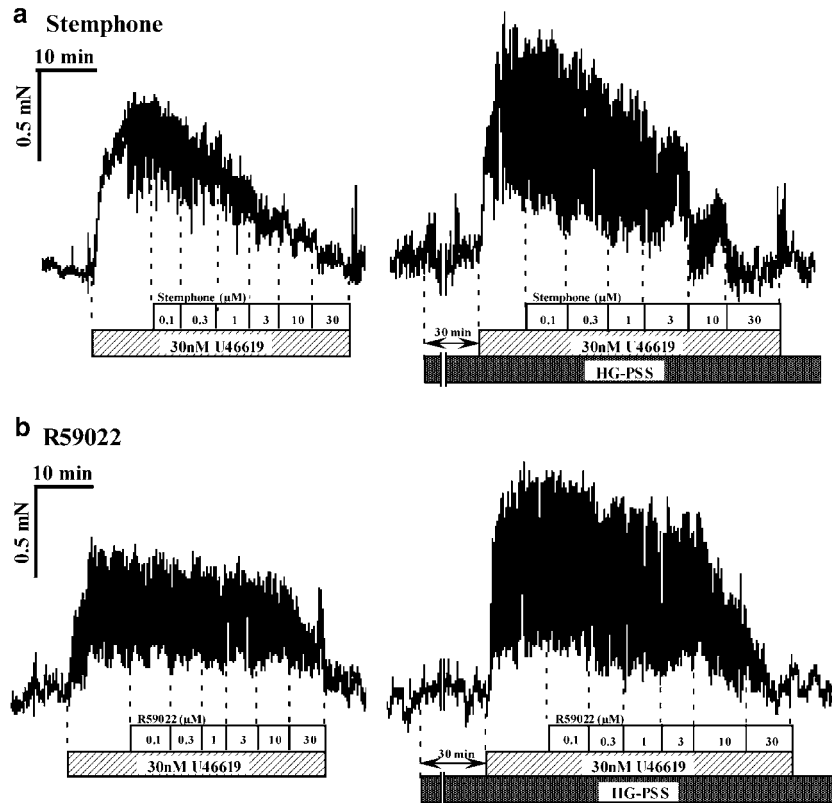 a Stemphone
10 min
0.5 mN
Stemphone (µM)
0.1 0.3 1 3 10 30
30nM U46619
Stemphone (µM)
0.1 0.3 1 3 10 30
30 min
30nM U46619
HG-PSS
b R59022
10 min
0.5 mN
R59022 (µM)
0.1 0.3 1 3 10 30
30nM U46619
R59022 (µM)
0.1 0.3 1 3 10 30
30 min
30nM U46619
HG-PSS